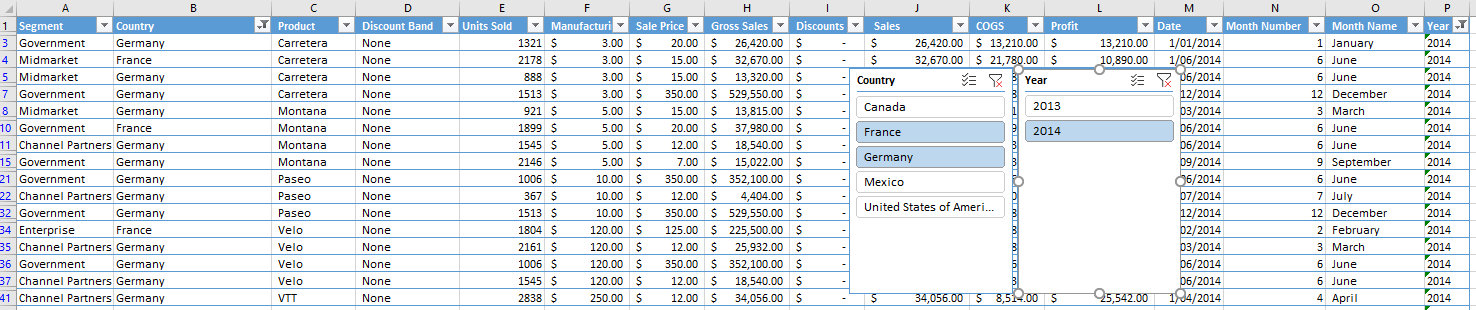 A B C D E F G H I J K L M N O P
1 Segment Country Product Discount Band Units Sold Manufacturi Sale Price Gross Sales Discounts Sales COGS Profit Date Month Number Month Name Year
3 Government Germany Carretera None 1321 $ 3.00 $ 20.00 $ 26,420.00 $ - $ 26,420.00 $ 13,210.00 $ 13,210.00 1/01/2014 1 January 2014
4 Midmarket France Carretera None 2178 $ 3.00 $ 15.00 $ 32,670.00 $ - $ 32,670.00 $ 21,780.00 $ 10,890.00 1/06/2014 6 June 2014
5 Midmarket Germany Carretera None 888 $ 3.00 $ 15.00 $ 13,320.00 $ - 06/2014 6 June 2014
7 Government Germany Carretera None 1513 $ 3.00 $ 350.00 $ 529,550.00 $ - 12/2014 12 December 2014
8 Midmarket Germany Montana None 921 $ 5.00 $ 15.00 $ 13,815.00 $ - 03/2014 3 March 2014
10 Government France Montana None 1899 $ 5.00 $ 20.00 $ 37,980.00 $ - 06/2014 6 June 2014
11 Channel Partners Germany Montana None 1545 $ 5.00 $ 12.00 $ 18,540.00 $ - 06/2014 6 June 2014
15 Government Germany Montana None 2146 $ 5.00 $ 7.00 $ 15,022.00 $ - 09/2014 9 September 2014
21 Government Germany Paseo None 1006 $ 10.00 $ 350.00 $ 352,100.00 $ - 06/2014 6 June 2014
22 Channel Partners Germany Paseo None 367 $ 10.00 $ 12.00 $ 4,404.00 $ - 07/2014 7 July 2014
32 Government Germany Paseo None 1513 $ 10.00 $ 350.00 $ 529,550.00 $ - 12/2014 12 December 2014
34 Enterprise France Velo None 1804 $ 120.00 $ 125.00 $ 225,500.00 $ - 02/2014 2 February 2014
35 Channel Partners Germany Velo None 2161 $ 120.00 $ 12.00 $ 25,932.00 $ - 03/2014 3 March 2014
36 Government Germany Velo None 1006 $ 120.00 $ 350.00 $ 352,100.00 $ - 06/2014 6 June 2014
37 Channel Partners Germany Velo None 1545 $ 120.00 $ 12.00 $ 18,540.00 $ - 06/2014 6 June 2014
41 Channel Partners Germany VTT None 2838 $ 250.00 $ 12.00 $ 34,056.00 $ - $ 34,056.00 $ 25,542.00 1/04/2014 4 April 2014
Country
Canada
France
Germany
Mexico
United States of Ameri...
Year
2013
2014